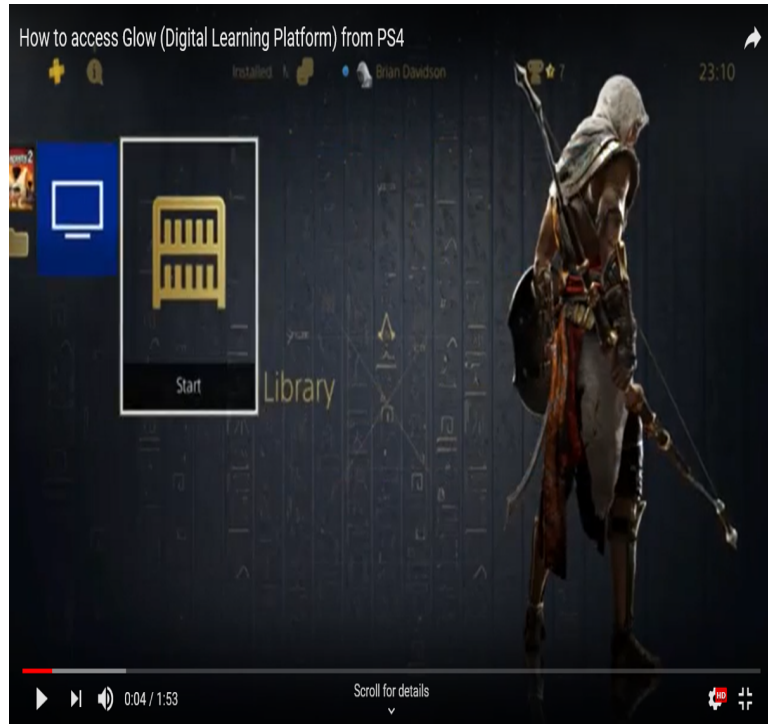 How to access Glow (Digital Learning Platform) from PS4
Installed
Brian Davidson
7
23:10
Start
Library
0:04 / 1:53
Scroll for details
HD